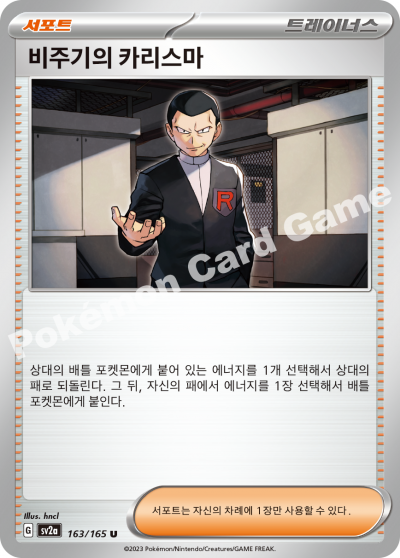 서포트
트레이너스
비주기의 카리스마
R
Pokémon Card Game
상대의 배틀 포켓몬에게 붙어 있는 에너지를 1개 선택해서 상대의
패로 되돌린다. 그 뒤, 자신의 패에서 에너지를 1장 선택해서 배틀
포켓몬에게 붙인다.
Illus. hncl
G sv2a 163/165 U
서포트는 자신의 차례에 1장만 사용할 수 있다.
©2023 Pokémon/Nintendo/Creatures/GAME FREAK.